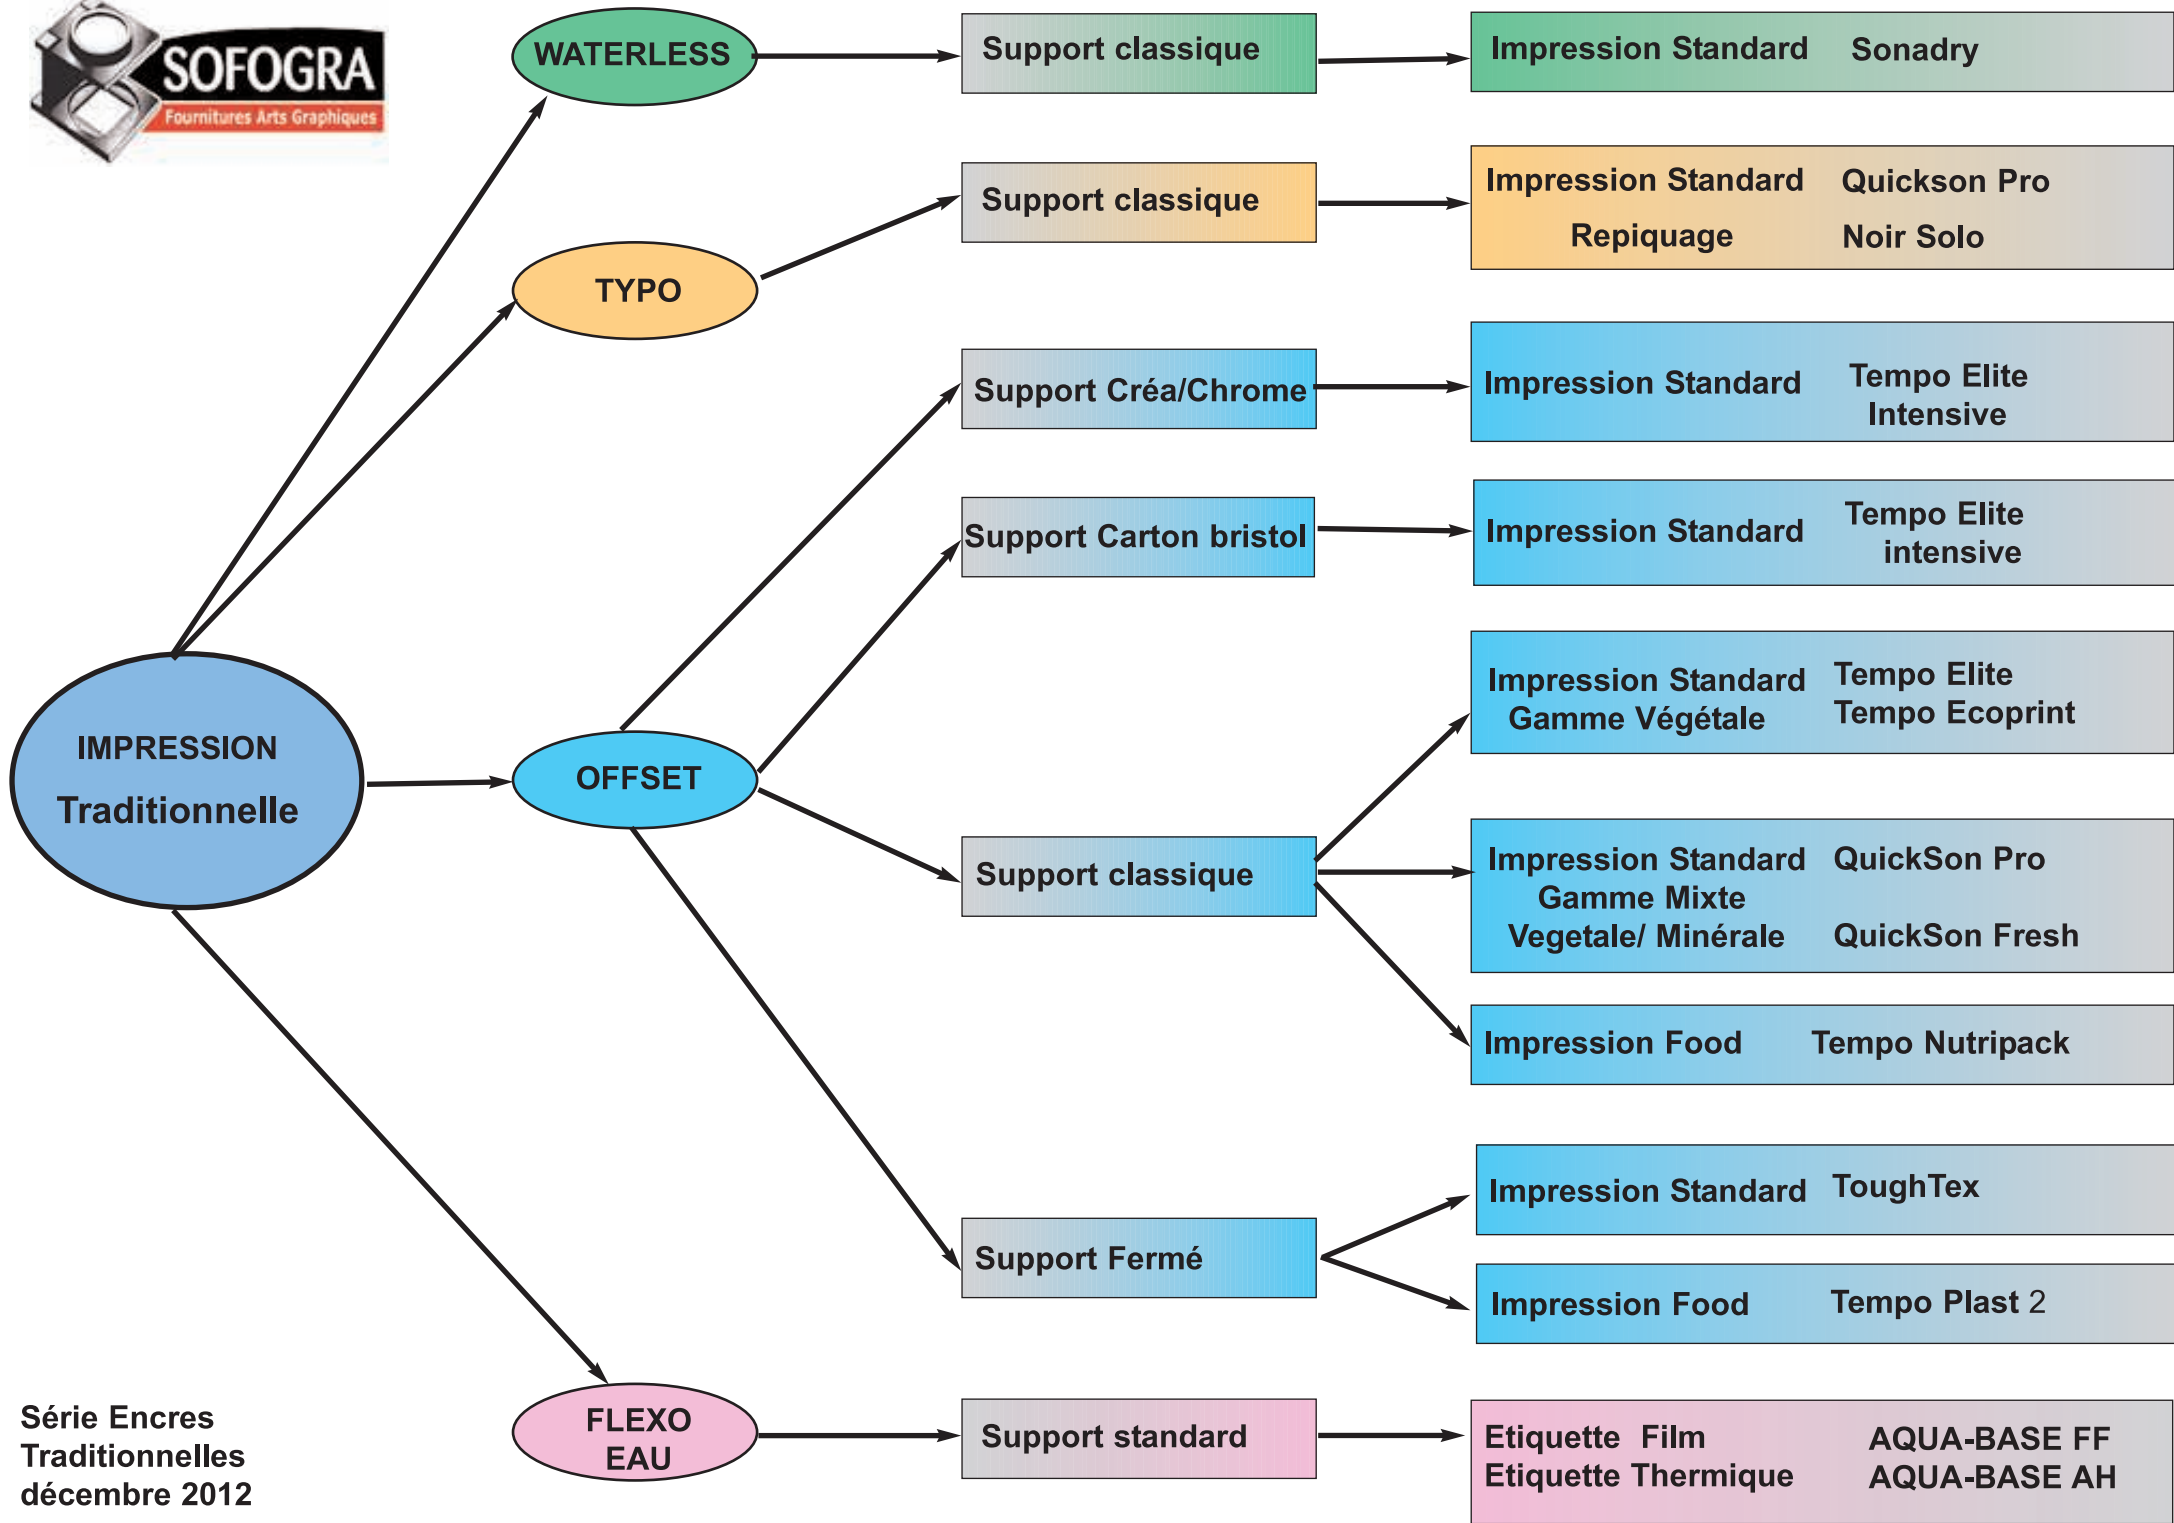 SOFOGRA
Fournitures Arts Graphiques
WATERLESS
Support classique
Impression Standard Sonadry
TYPO
Support classique
Impression Standard Quickson Pro
Repiquage Noir Solo
Support Créa/Chrome
Impression Standard Tempo Elite
Intensive
Support Carton bristol
Impression Standard Tempo Elite
intensive
IMPRESSION
Traditionnelle
OFFSET
Support classique
Impression Standard Tempo Elite
Gamme Végétale Tempo Ecoprint
Impression Standard QuickSon Pro
Gamme Mixte
Vegetale/ Minérale QuickSon Fresh
Impression Food Tempo Nutripack
Support Fermé
Impression Standard ToughTex
Impression Food Tempo Plast 2
FLEXO
EAU
Support standard
Etiquette Film AQUA-BASE FF
Etiquette Thermique AQUA-BASE AH
Série Encres
Traditionnelles
décembre 2012